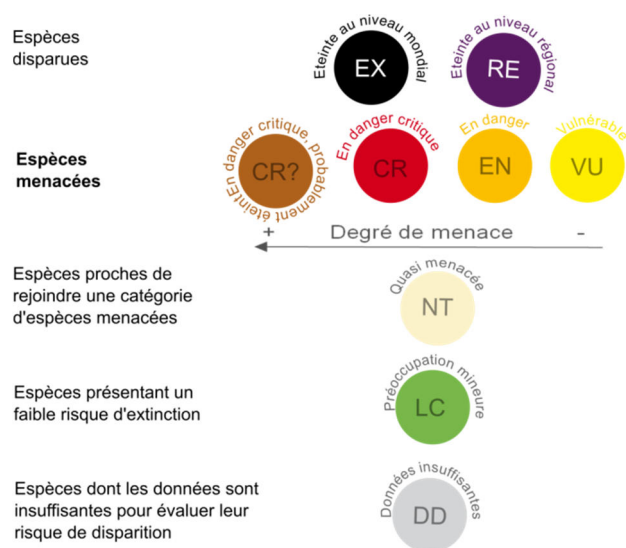 Espèces
disparues
Eteinte au niveau mondial
EX
Eteinte au niveau régional
RE
Espèces
menacées
En danger critique, probablement éteint
CR?
En danger critique
CR
En danger
EN
Vulnérable
VU
+ Degré de menace -
Espèces proches de
rejoindre une catégorie
d'espèces menacées
Quasi menacée
NT
Espèces présentant un
faible risque d'extinction
Préoccupation mineure
LC
Espèces dont les données sont
insuffisantes pour évaluer leur
risque de disparition
Données insuffisantes
DD